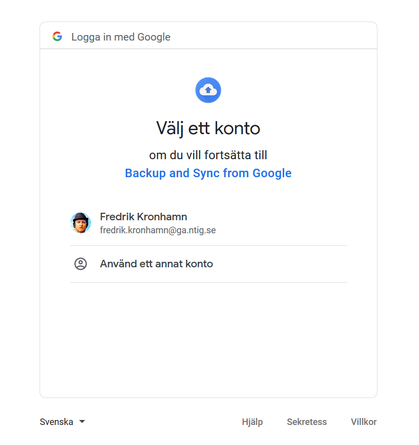 Logga in med Google
Välj ett konto
om du vill fortsätta till
Backup and Sync from Google
Fredrik Kronhamn
fredrik.kronhamn@ga.ntig.se
Använd ett annat konto
Svenska
Hjälp
Sekretess
Villkor